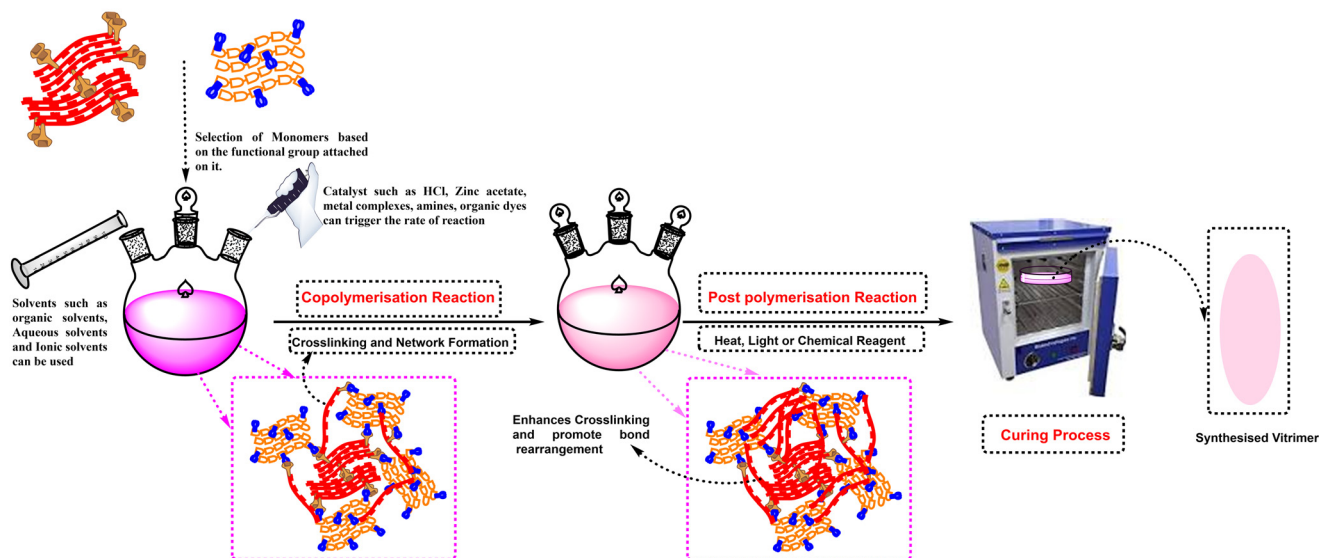 Selection of Monomers based
on the functional group attached
on it.
Catalyst such as HCl, Zinc acetate,
metal complexes, amines, organic dyes
can trigger the rate of reaction
Solvents such as
organic solvents,
Aqueous solvents
and Ionic solvents
can be used
Copolymerisation Reaction
Crosslinking and Network Formation
Post polymerisation Reaction
Heat, Light or Chemical Reagent
Enhances Crosslinking
and promote bond
rearrangement
Curing Process
Synthesised Vitrimer